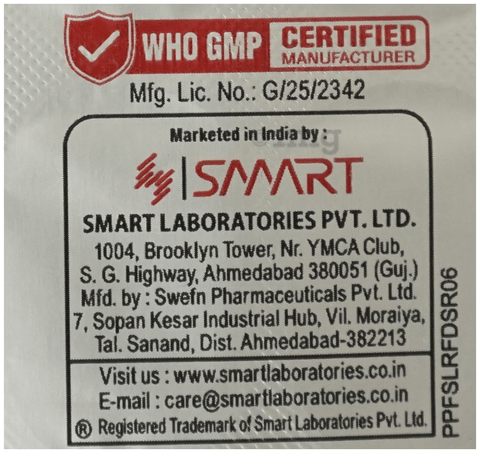 WHO GMP CERTIFIED MANUFACTURER
Mfg. Lic. No.: G/25/2342
Marketed in India by :
SMART
SMART LABORATORIES PVT. LTD.
1004, Brooklyn Tower, Nr. YMCA Club,
S. G. Highway, Ahmedabad 380051 (Guj.)
Mfd. by : Swefn Pharmaceuticals Pvt. Ltd.
7, Sopan Kesar Industrial Hub, Vil. Moraiya,
Tal. Sanand, Dist. Ahmedabad-382213
Visit us : www.smartlaboratories.co.in
E-mail : care@smartlaboratories.co.in
® Registered Trademark of Smart Laboratories Pvt. Ltd.
PPFSLRFDSR06